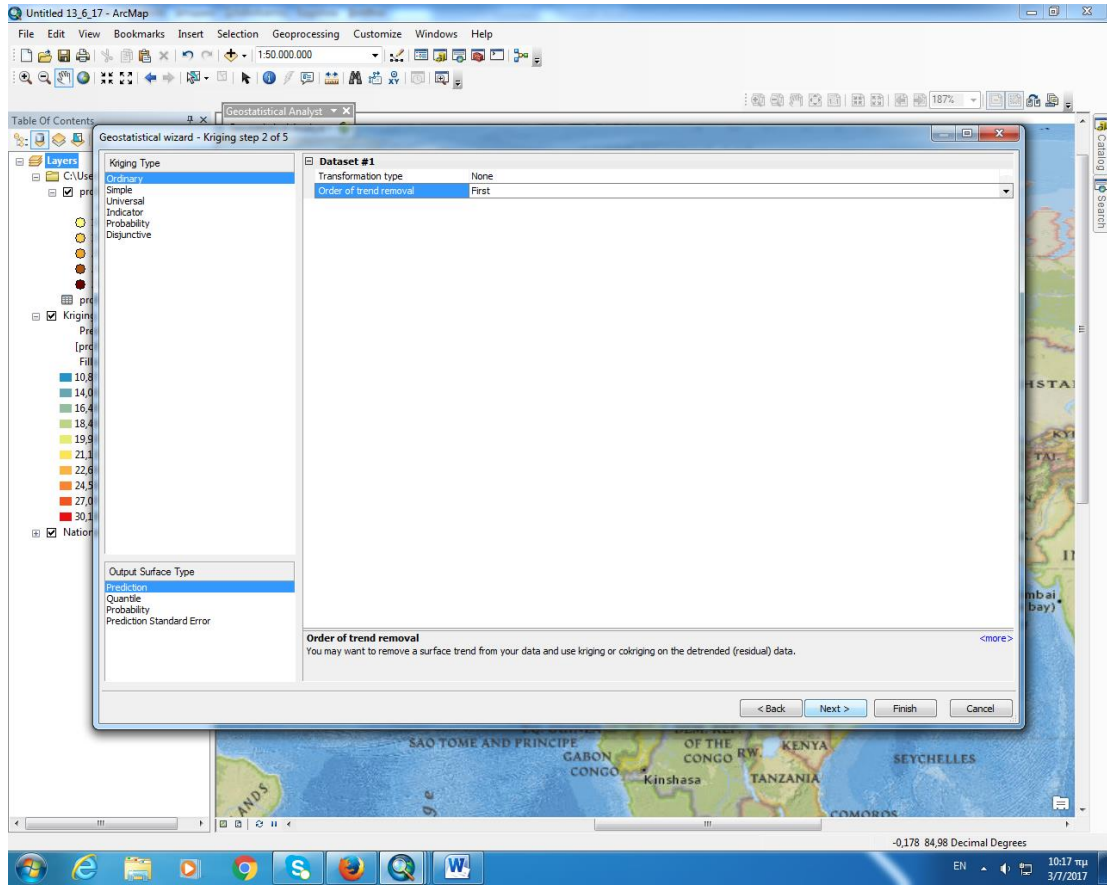 Untitled 13_6_17 - ArcMap
File Edit View Bookmarks Insert Selection Geoprocessing Customize Windows Help
1:50.000.000
187%
Geostatistical Analyst
Table Of Contents
Geostatistical wizard - Kriging step 2 of 5
Layers
C:\Use
pro
pro
Kriging
Pre
[pro
Fill
10,8
14,0
16,4
18,4
19,9
21,1
22,6
24,5
27,0
30,1
Nation
Kriging Type
Ordinary
Simple
Universal
Indicator
Probability
Disjunctive
Output Surface Type
Prediction
Quantile
Probability
Prediction Standard Error
Dataset #1
Transformation type None
Order of trend removal First
Order of trend removal <more>
You may want to remove a surface trend from your data and use kriging or cokriging on the detrended (residual) data.
< Back Next > Finish Cancel
Catalog
Search
HSTA
KY
TAJ.
mbai
bay)
SAO TOME AND PRINCIPE
GABON
CONGO
OF THE
CONGO
RW.
KENYA
Kinshasa
TANZANIA
SEYCHELLES
COMOROS
ANDS
-0,178 84,98 Decimal Degrees
EN
10:17 πμ
3/7/2017